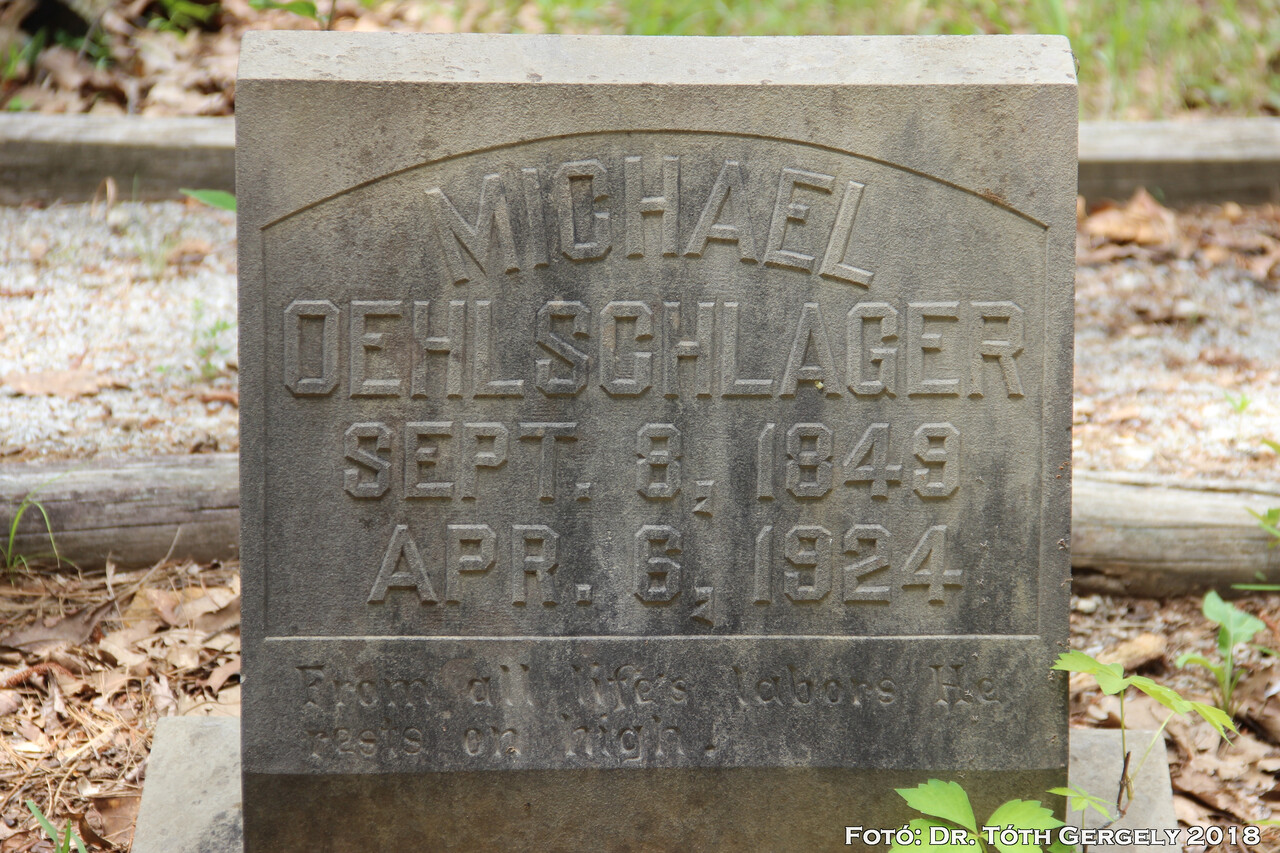 MICHAEL
OEHLSCHLAGER
SEPT. 8, 1849
APR. 6, 1924
From all life's labors He
rests on high.
Fotó: Dr. Tóth Gergely 2018